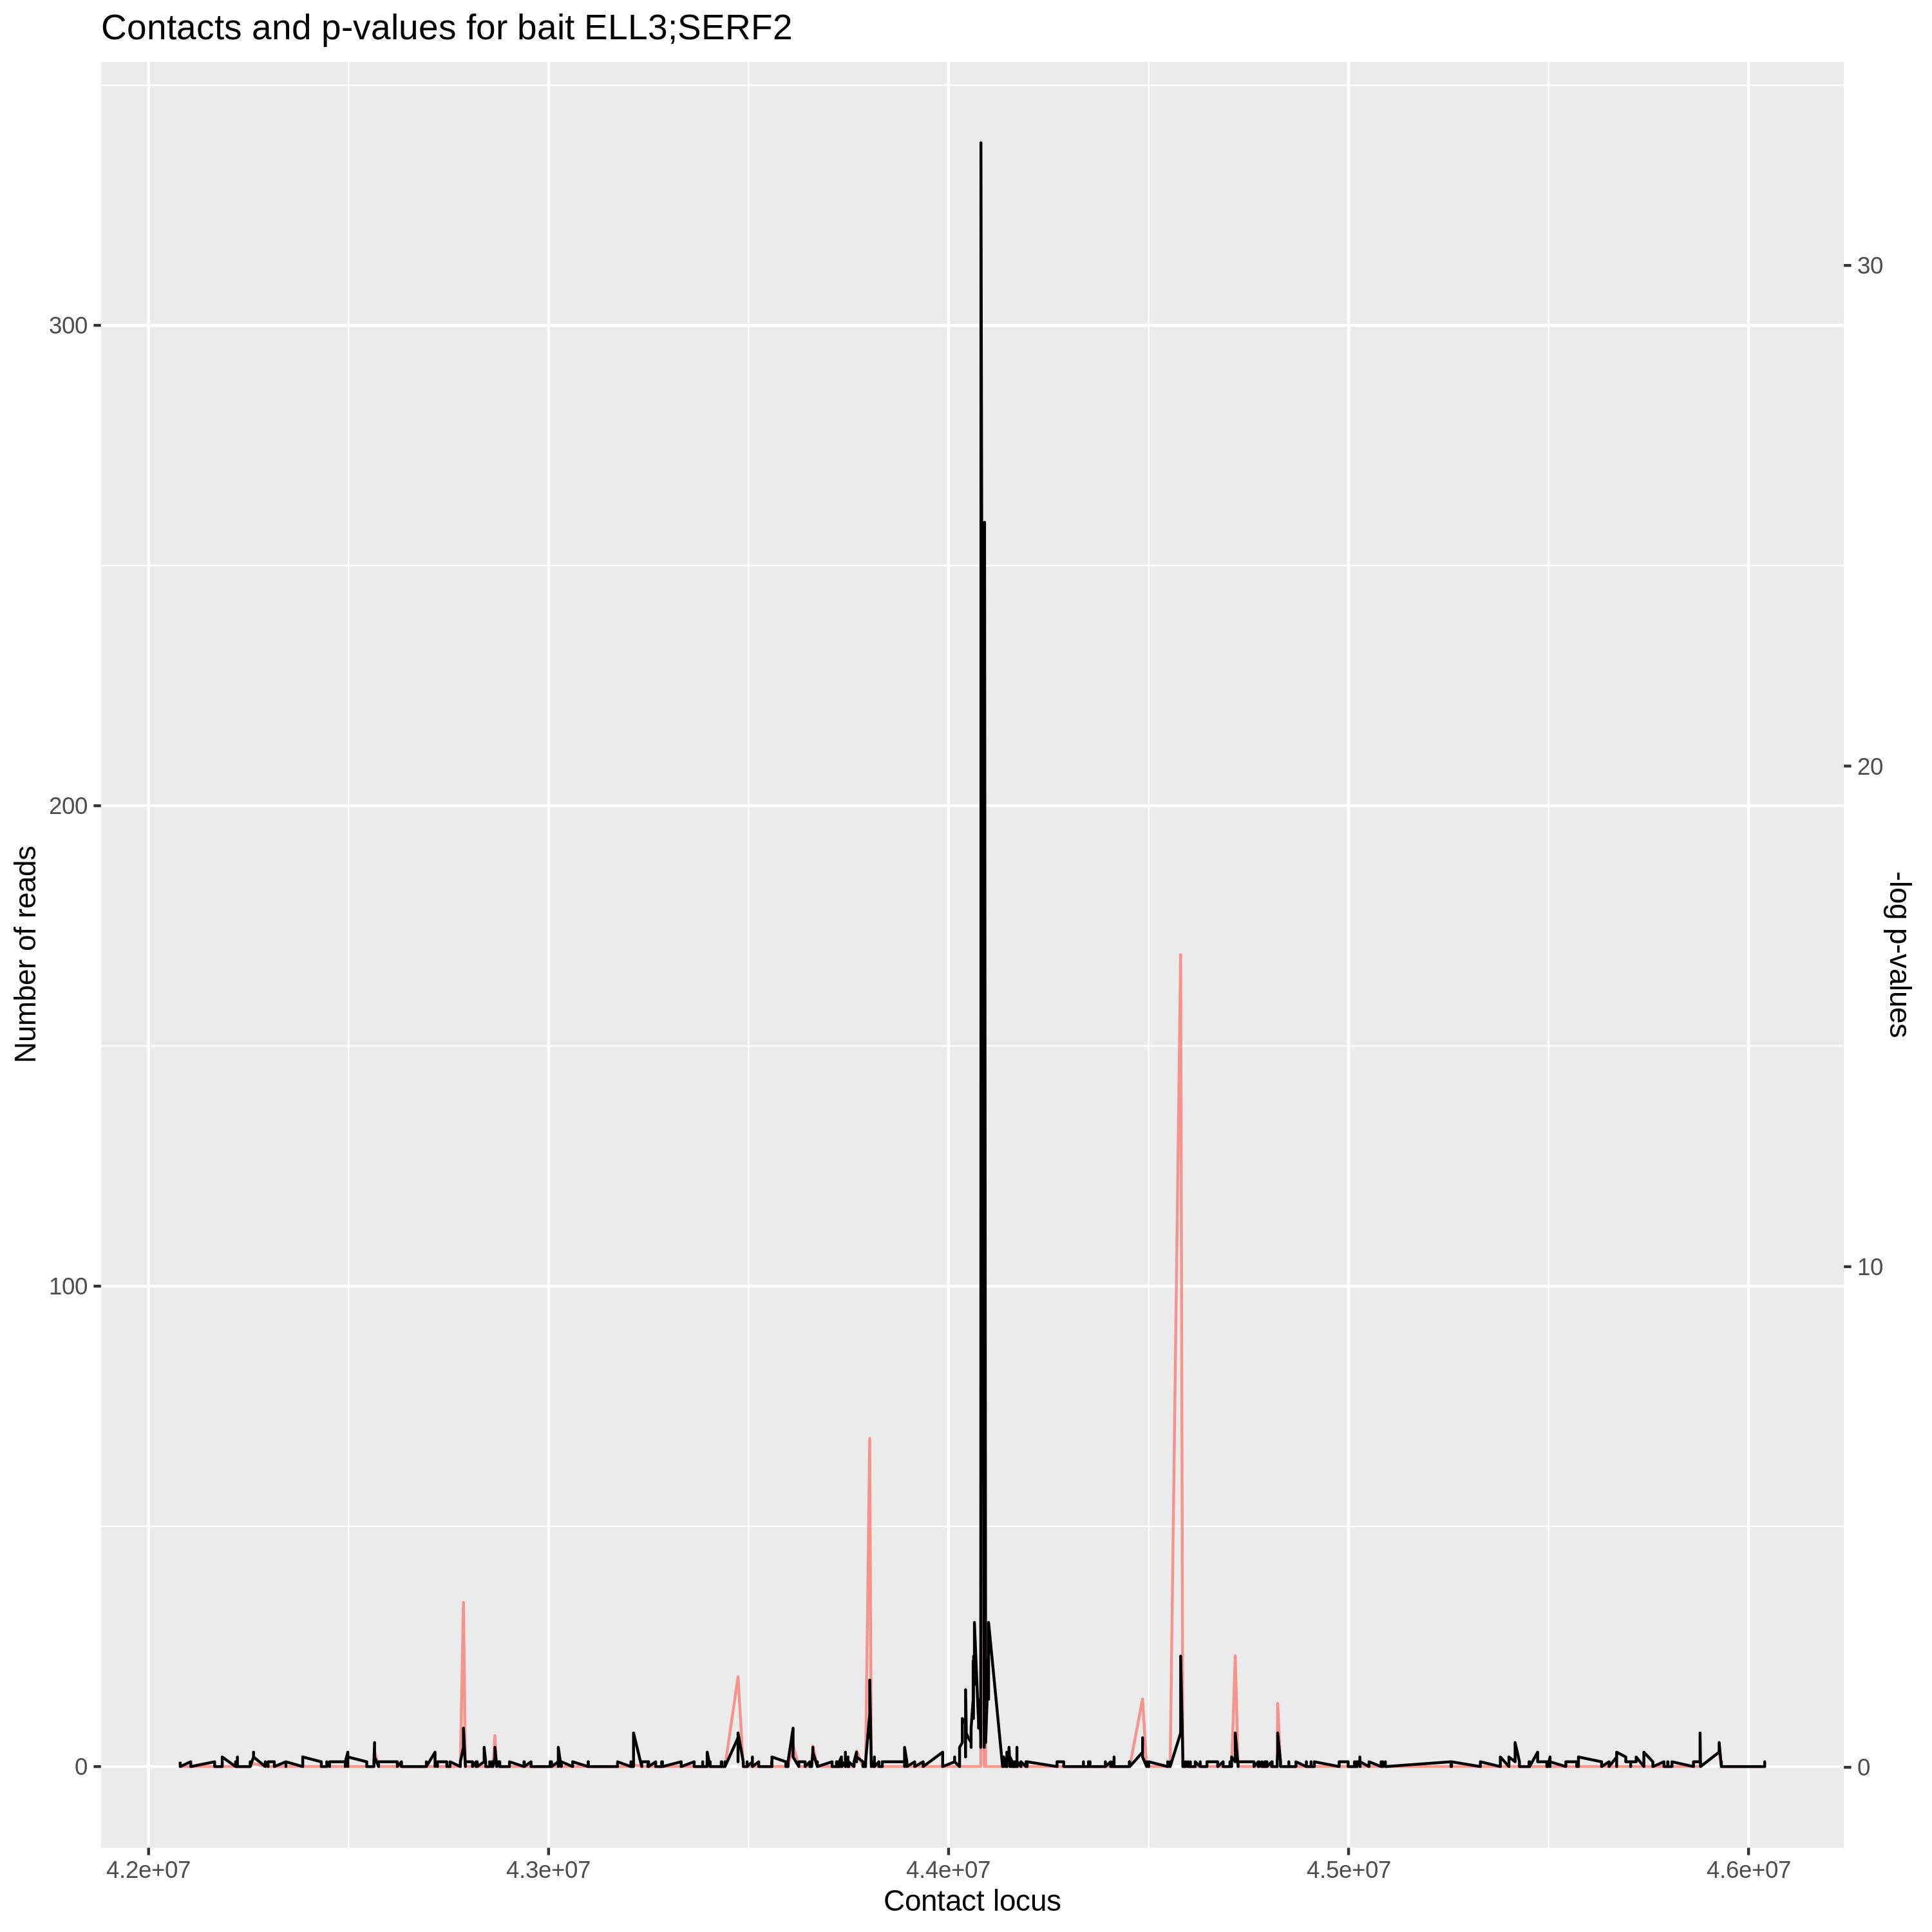 Contacts and p-values for bait ELL3;SERF2
300
200
100
0
Number of reads
30
20
10
0
-log p-values
4.2e+07 4.3e+07 4.4e+07 4.5e+07 4.6e+07
Contact locus